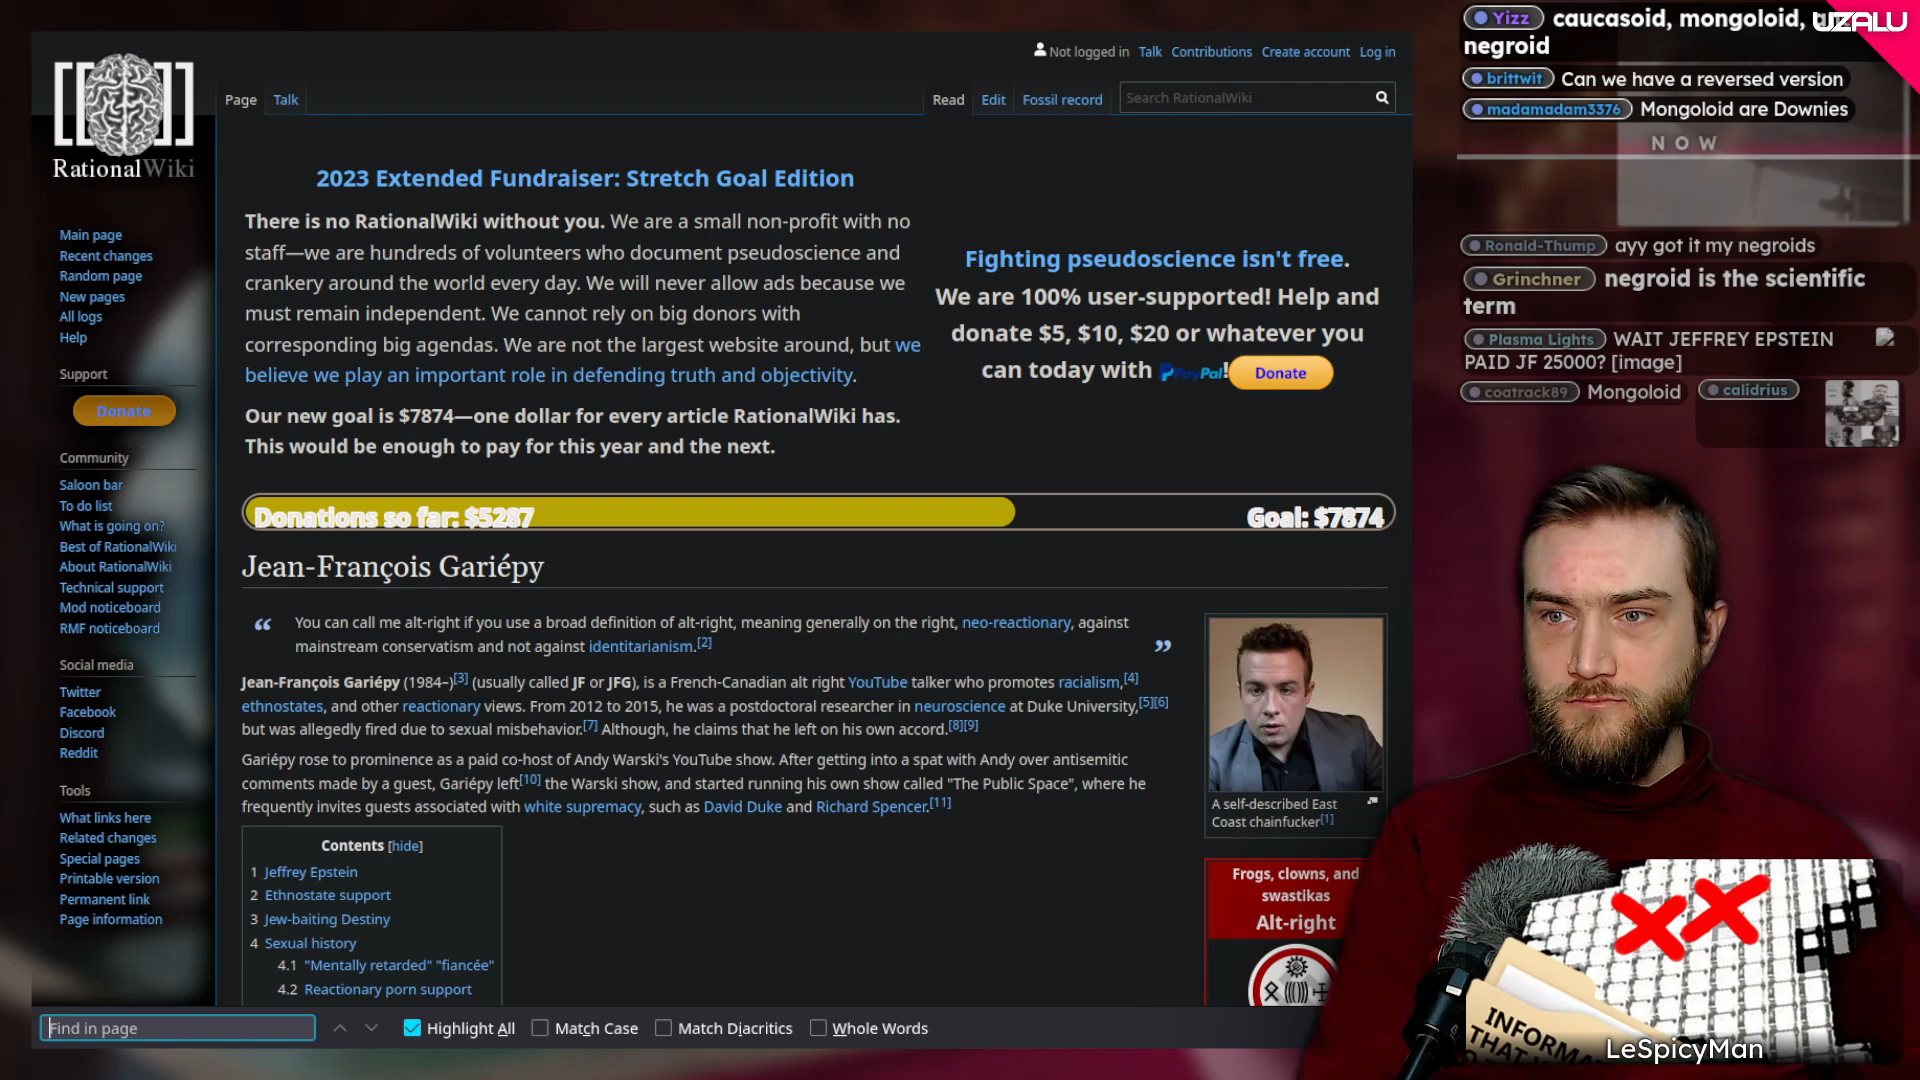 RationalWiki
Main page
Recent changes
Random page
New pages
All logs
Help
Support
Donate
Community
Saloon bar
To do list
What is going on?
Best of RationalWiki
About RationalWiki
Technical support
Mod noticeboard
RMF noticeboard
Social media
Twitter
Facebook
Discord
Reddit
Tools
What links here
Related changes
Special pages
Printable version
Permanent link
Page information
Not logged in Talk Contributions Create account Log in
Page Talk Read Edit Fossil record Search RationalWiki
2023 Extended Fundraiser: Stretch Goal Edition
There is no RationalWiki without you. We are a small non-profit with no
staff—we are hundreds of volunteers who document pseudoscience and
crankery around the world every day. We will never allow ads because we
must remain independent. We cannot rely on big donors with
corresponding big agendas. We are not the largest website around, but we
believe we play an important role in defending truth and objectivity.
Our new goal is $7874—one dollar for every article RationalWiki has.
This would be enough to pay for this year and the next.
Fighting pseudoscience isn't free.
We are 100% user-supported! Help and
donate $5, $10, $20 or whatever you
can today with PayPal! Donate
Donations so far: $5287 Goal: $7874
Jean-François Gariépy
“ You can call me alt-right if you use a broad definition of alt-right, meaning generally on the right, neo-reactionary, against
mainstream conservatism and not against identitarianism.[2] ”
Jean-François Gariépy (1984–)[3] (usually called JF or JFG), is a French-Canadian alt right YouTube talker who promotes racialism,[4]
ethnostates, and other reactionary views. From 2012 to 2015, he was a postdoctoral researcher in neuroscience at Duke University,[5][6]
but was allegedly fired due to sexual misbehavior.[7] Although, he claims that he left on his own accord.[8][9]
Gariépy rose to prominence as a paid co-host of Andy Warski's YouTube show. After getting into a spat with Andy over antisemitic
comments made by a guest, Gariépy left[10] the Warski show, and started running his own show called "The Public Space", where he
frequently invites guests associated with white supremacy, such as David Duke and Richard Spencer.[11]
Contents [hide]
1 Jeffrey Epstein
2 Ethnostate support
3 Jew-baiting Destiny
4 Sexual history
4.1 "Mentally retarded" "fiancée"
4.2 Reactionary porn support
A self-described East
Coast chainfucker[1]
Frogs, clowns, and
swastikas
Alt-right
Find in page Highlight All Match Case Match Diacritics Whole Words
Yizz caucasoid, mongoloid,
negroid
UZALU
brittwit Can we have a reversed version
madamadam3376 Mongoloid are Downies
NOW
Ronald-Thump ayy got it my negroids
Grinchner negroid is the scientific
term
Plasma Lights WAIT JEFFREY EPSTEIN
PAID JF 25000? [image]
coatrack89 Mongoloid calidrius
THAT
LeSpicyMan